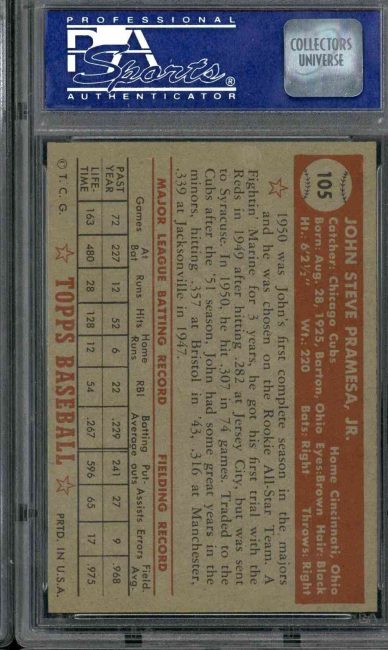 PROFESSIONAL
PSA
Sports ®
AUTHENTICATOR
COLLECTORS
UNIVERSE
105
JOHN STEVE PRAMESA, JR.
Catcher: Chicago Cubs Home Cincinnati, Ohio
Born: Aug. 28, 1925, Barton, Ohio Eyes: Brown Hair: Black
Ht.: 6'2½" Wt.: 220 Bats: Right Throws: Right
1950 was John's first complete season in the majors
and he was chosen on the Rookie All-Star Team. A
Fightin' Marine for 3 years, he got his first trial with the
Reds in 1949 after hitting .282 at Jersey City, but was sent
to Syracuse. In 1950, he hit .307 in 74 games. Traded to the
Cubs after the '51 season, John had some great years in the
minors, hitting .357 at Bristol in '43, .316 at Manchester,
.339 at Jacksonville in 1947.
MAJOR LEAGUE BATTING RECORD FIELDING RECORD
Games At Bat Runs Hits Home Runs RBI Batting Average Put-outs Assists Errors Field. Avg.
PAST YEAR 72 227 12 52 6 22 .229 241 27 9 .968
LIFE-TIME 163 480 28 128 12 54 .267 596 65 17 .975
© T.C.G. TOPPS BASEBALL PRTD. IN U.S.A.